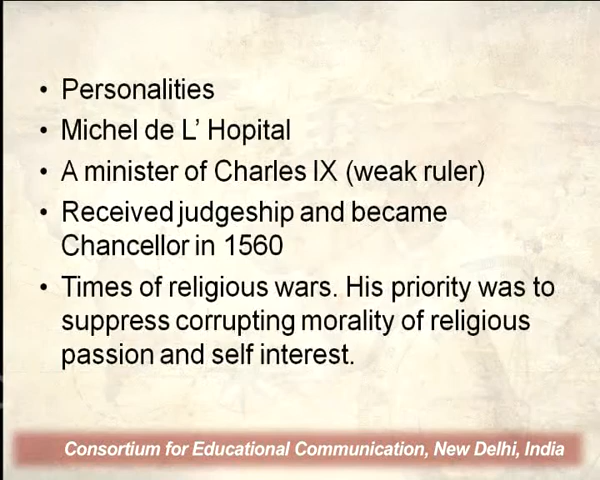 • Personalities
• Michel de L' Hopital
• A minister of Charles IX (weak ruler)
• Received judgeship and became
Chancellor in 1560
• Times of religious wars. His priority was to
suppress corrupting morality of religious
passion and self interest.
Consortium for Educational Communication, New Delhi, India